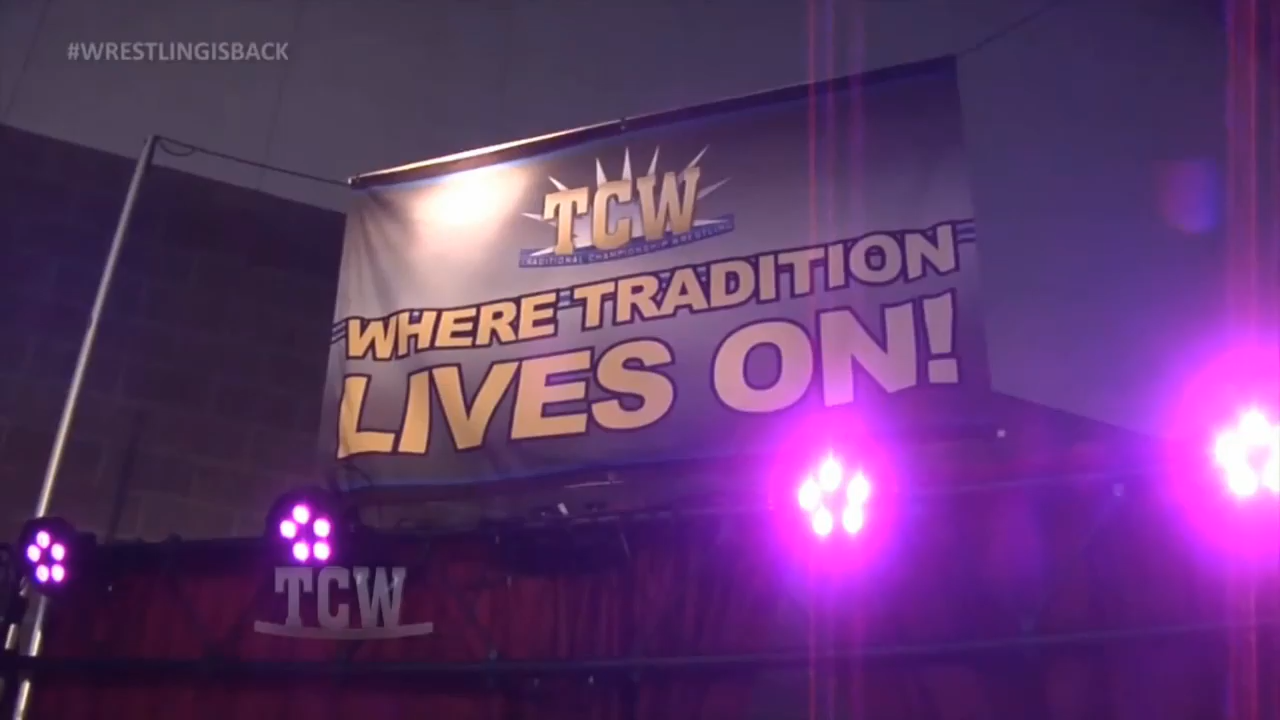 #WRESTLINGISBACK
TCW
TRADITIONAL CHAMPIONSHIP WRESTLING
WHERE TRADITION
LIVES ON!
TCW